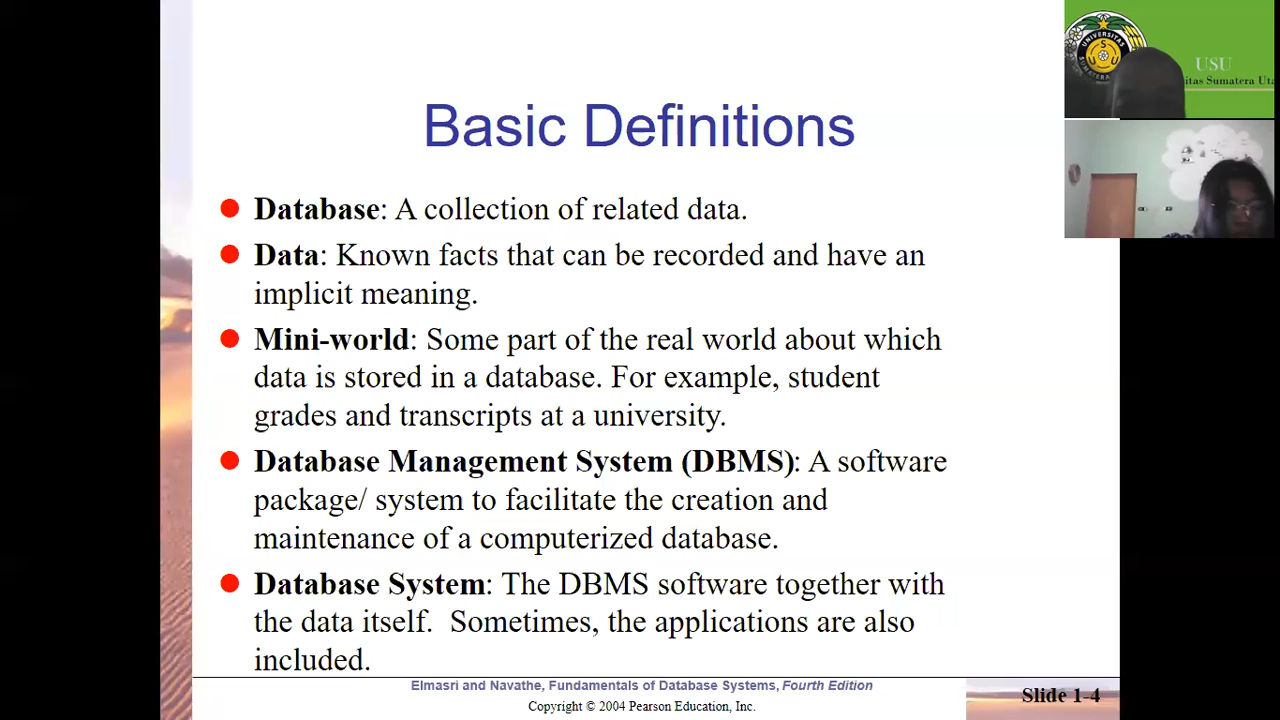 Basic Definitions
Database: A collection of related data.
Data: Known facts that can be recorded and have an
implicit meaning.
Mini-world: Some part of the real world about which
data is stored in a database. For example, student
grades and transcripts at a university.
Database Management System (DBMS): A software
package/ system to facilitate the creation and
maintenance of a computerized database.
Database System: The DBMS software together with
the data itself.  Sometimes, the applications are also
included.
Elmasri and Navathe, Fundamentals of Database Systems, Fourth Edition
Copyright © 2004 Pearson Education, Inc.
Slide 1-4
UNIVERSITAS
USU
itas Sumatera Uta